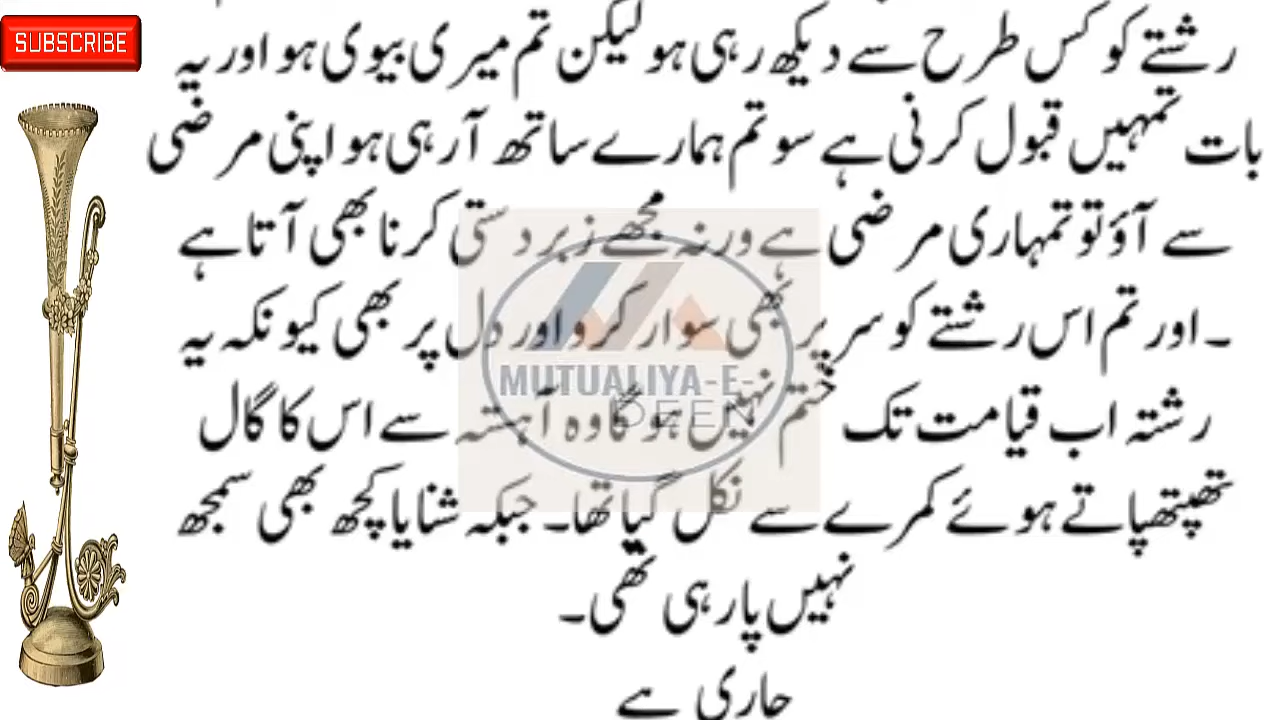 SUBSCRIBE
رشتے کو کس طرح سے دیکھ رہی ہو لیکن تم میری بیوی ہو اور یہ
بات تمہیں قبول کرنی ہے سو تم ہمارے ساتھ آرہی ہو اپنی مرضی
سے آؤ تو تمہاری مرضی ہے ورنہ مجھے زبردستی کرنا بھی آتا ہے
۔اور تم اس رشتے کو سر پر بھی سوار کرو اور دل پر بھی کیونکہ یہ
رشتہ اب قیامت تک ختم نہیں ہو گا وہ آہستہ سے اس کا گال
تھپتھپاتے ہوئے کمرے سے نکل گیا تھا۔ جبکہ شنایا کچھ بھی سمجھ
نہیں پا رہی تھی۔
جاری ہے
MUTUALIYA-E-
DEEN